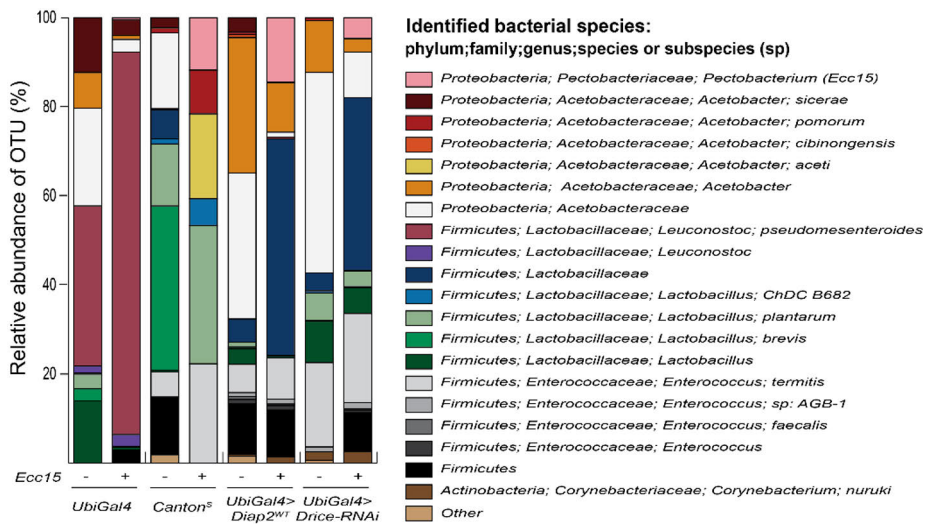 Relative abundance of OTU (%)
100
80
60
40
20
Ecc15 - + - + - + - +
UbiGal4 Cantonˢ UbiGal4> UbiGal4>
Diap2ᵂᵀ Drice-RNAi
Identified bacterial species:
phylum;family;genus;species or subspecies (sp)
Proteobacteria; Pectobacteriaceae; Pectobacterium (Ecc15)
Proteobacteria; Acetobacteraceae; Acetobacter; sicerae
Proteobacteria; Acetobacteraceae; Acetobacter; pomorum
Proteobacteria; Acetobacteraceae; Acetobacter; cibinongensis
Proteobacteria; Acetobacteraceae; Acetobacter; aceti
Proteobacteria; Acetobacteraceae; Acetobacter
Proteobacteria; Acetobacteraceae
Firmicutes; Lactobacillaceae; Leuconostoc; pseudomesenteroides
Firmicutes; Lactobacillaceae; Leuconostoc
Firmicutes; Lactobacillaceae
Firmicutes; Lactobacillaceae; Lactobacillus; ChDC B682
Firmicutes; Lactobacillaceae; Lactobacillus; plantarum
Firmicutes; Lactobacillaceae; Lactobacillus; brevis
Firmicutes; Lactobacillaceae; Lactobacillus
Firmicutes; Enterococcaceae; Enterococcus; termitis
Firmicutes; Enterococcaceae; Enterococcus; sp: AGB-1
Firmicutes; Enterococcaceae; Enterococcus; faecalis
Firmicutes; Enterococcaceae; Enterococcus
Firmicutes
Actinobacteria; Corynebacteriaceae; Corynebacterium; nuruki
Other